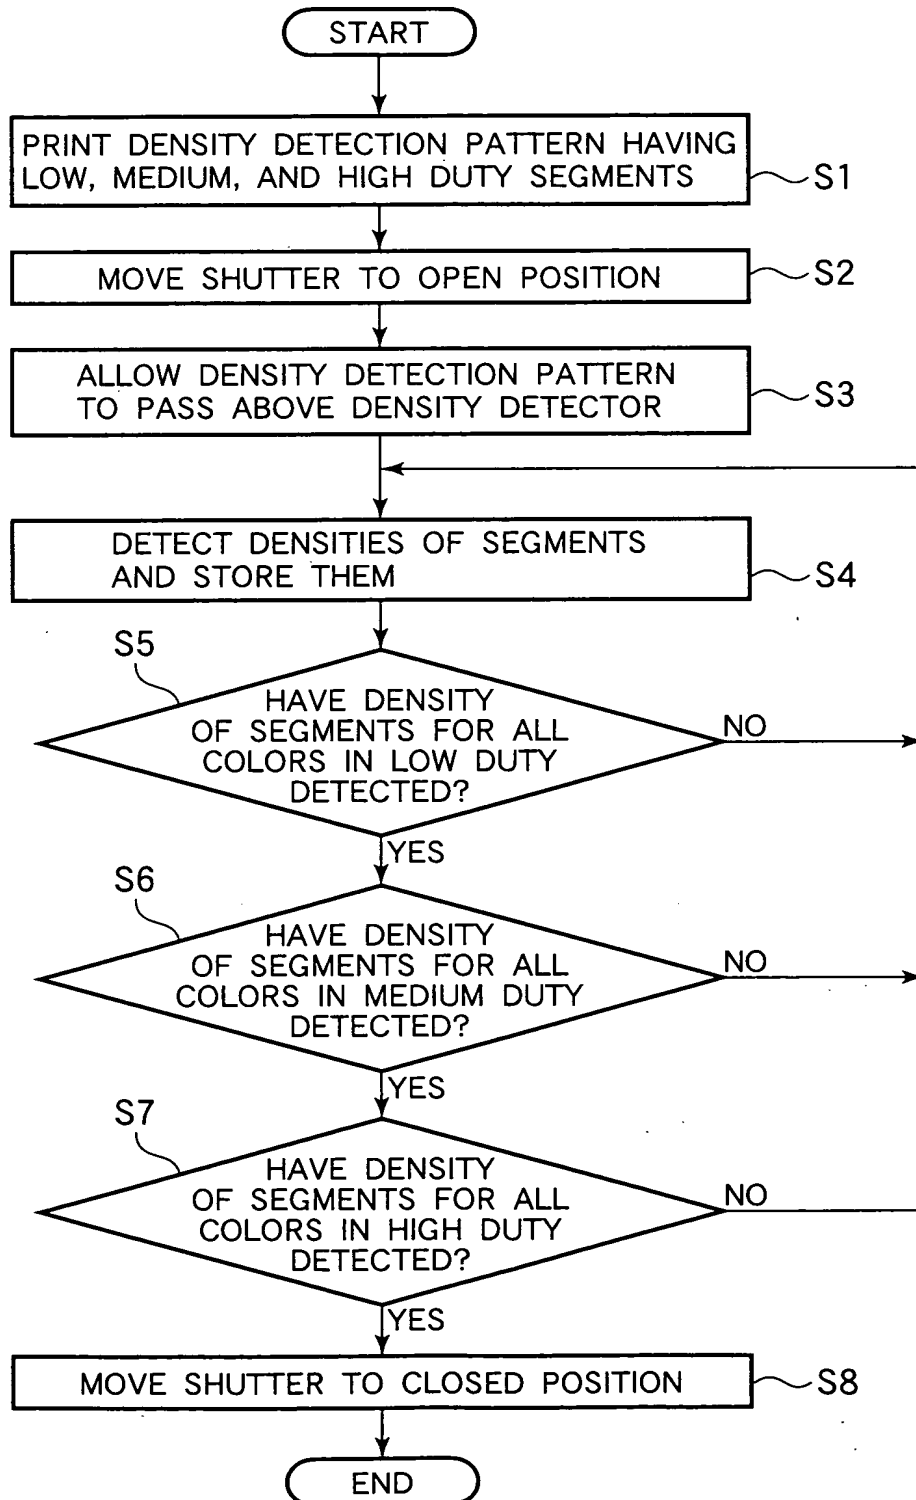 START
PRINT DENSITY DETECTION PATTERN HAVING
LOW, MEDIUM, AND HIGH DUTY SEGMENTS
S1
MOVE SHUTTER TO OPEN POSITION
S2
ALLOW DENSITY DETECTION PATTERN
TO PASS ABOVE DENSITY DETECTOR
S3
DETECT DENSITIES OF SEGMENTS
AND STORE THEM
S4
S5
HAVE DENSITY
OF SEGMENTS FOR ALL
COLORS IN LOW DUTY
DETECTED?
NO
YES
S6
HAVE DENSITY
OF SEGMENTS FOR ALL
COLORS IN MEDIUM DUTY
DETECTED?
NO
YES
S7
HAVE DENSITY
OF SEGMENTS FOR ALL
COLORS IN HIGH DUTY
DETECTED?
NO
YES
MOVE SHUTTER TO CLOSED POSITION
S8
END